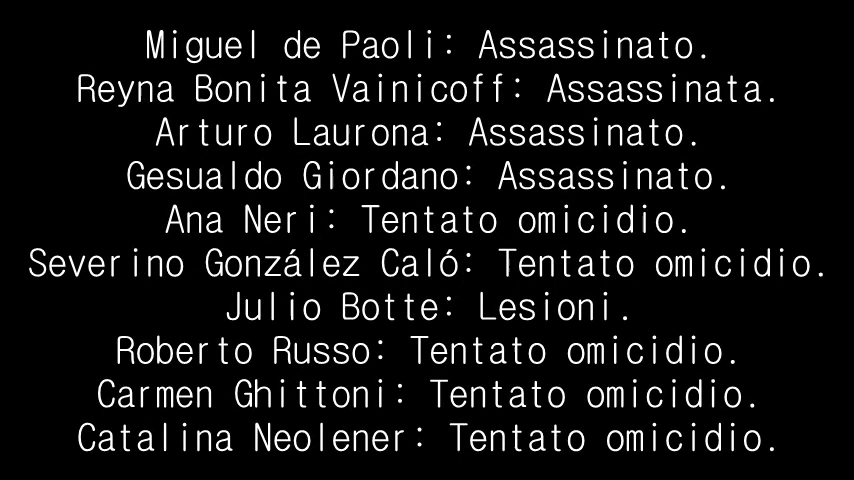 Miguel de Paoli: Assassinato.
Reyna Bonita Vainicoff: Assassinata.
Arturo Laurona: Assassinato.
Gesualdo Giordano: Assassinato.
Ana Neri: Tentato omicidio.
Severino González Caló: Tentato omicidio.
Julio Botte: Lesioni.
Roberto Russo: Tentato omicidio.
Carmen Ghittoni: Tentato omicidio.
Catalina Neolener: Tentato omicidio.